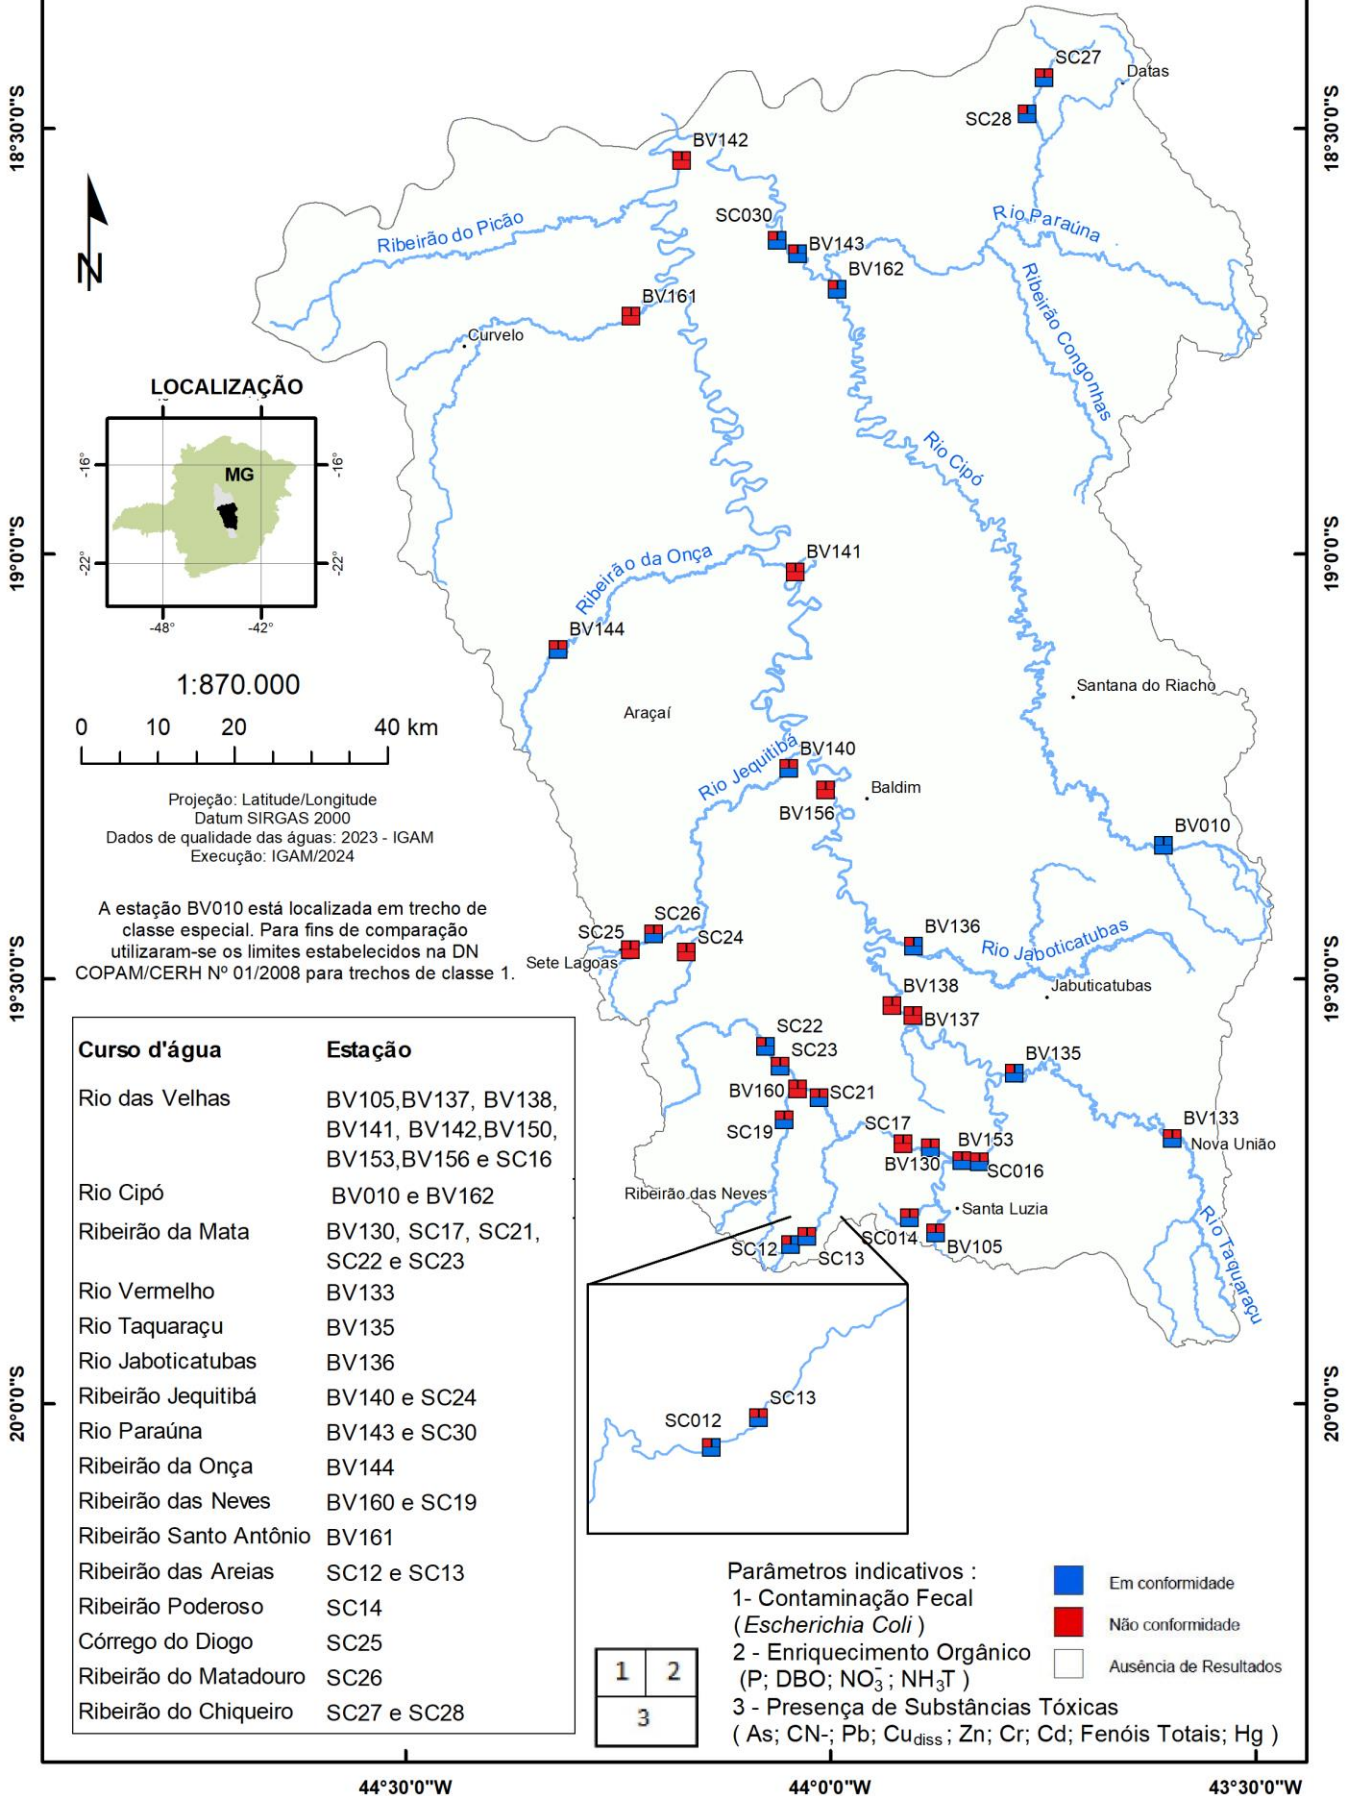 SC27
Datas
18°30'0"S
18°30'0"S
SC28
BV142
SC030
Rio Paraúna
Ribeirão do Picão
BV143
BV162
N
BV161
Ribeirão Congonhas
Curvelo
LOCALIZAÇÃO
-16°
MG
-16°
-22°
-22°
-48°
-42°
Rio Cipó
19°0'0"S
19°0'0"S
BV141
Ribeirão da Onça
BV144
1:870.000
Santana do Riacho
Araçaí
0 10 20 40 km
BV140
Rio Jequitibá
Baldim
BV156
Projeção: Latitude/Longitude
Datum SIRGAS 2000
Dados de qualidade das águas: 2023 - IGAM
Execução: IGAM/2024
BV010
A estação BV010 está localizada em trecho de
classe especial. Para fins de comparação
utilizaram-se os limites estabelecidos na DN
COPAM/CERH Nº 01/2008 para trechos de classe 1.
SC26
SC25
SC24
Sete Lagoas
BV136
Rio Jaboticatubas
19°30'0"S
19°30'0"S
Jabuticatubas
BV138
BV137
SC22
SC23
BV135
BV160
SC21
SC19
SC17
BV133
BV153
Nova União
BV130
SC016
Ribeirão das Neves
Santa Luzia
SC014
BV105
SC12
SC13
Rio Taquaraçu
SC13
SC012
Curso d'água Estação
Rio das Velhas BV105,BV137, BV138,
BV141, BV142,BV150,
BV153,BV156 e SC16
Rio Cipó BV010 e BV162
Ribeirão da Mata BV130, SC17, SC21,
SC22 e SC23
Rio Vermelho BV133
Rio Taquaraçu BV135
Rio Jaboticatubas BV136
Ribeirão Jequitibá BV140 e SC24
Rio Paraúna BV143 e SC30
Ribeirão da Onça BV144
Ribeirão das Neves BV160 e SC19
Ribeirão Santo Antônio BV161
Ribeirão das Areias SC12 e SC13
Ribeirão Poderoso SC14
Córrego do Diogo SC25
Ribeirão do Matadouro SC26
Ribeirão do Chiqueiro SC27 e SC28
20°0'0"S
20°0'0"S
1 2
3
Parâmetros indicativos :
1- Contaminação Fecal
(Escherichia Coli )
2 - Enriquecimento Orgânico
(P; DBO; NO₃⁻; NH₃T )
3 - Presença de Substâncias Tóxicas
( As; CN-; Pb; Cudiss ; Zn; Cr; Cd; Fenóis Totais; Hg )
Em conformidade
Não conformidade
Ausência de Resultados
44°30'0"W
44°0'0"W
43°30'0"W